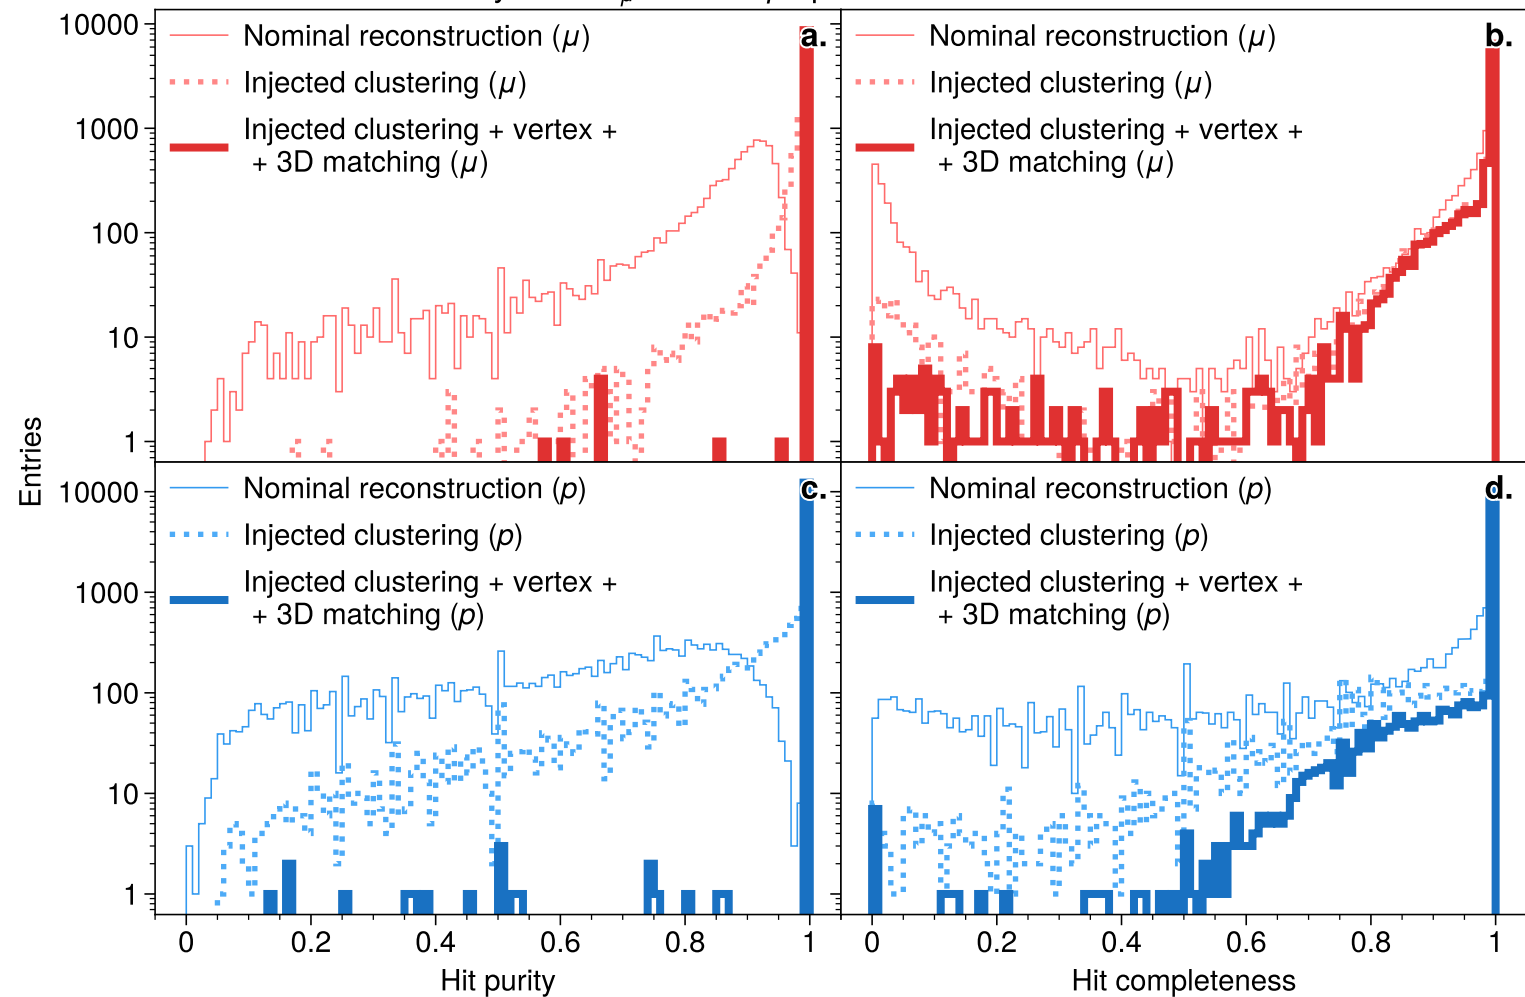 10000
1000
100
10
1
Nominal reconstruction (μ)
Injected clustering (μ)
Injected clustering + vertex +
+ 3D matching (μ)
a.
Nominal reconstruction (μ)
Injected clustering (μ)
Injected clustering + vertex +
+ 3D matching (μ)
b.
Entries
10000
1000
100
10
1
Nominal reconstruction (p)
Injected clustering (p)
Injected clustering + vertex +
+ 3D matching (p)
c.
Nominal reconstruction (p)
Injected clustering (p)
Injected clustering + vertex +
+ 3D matching (p)
d.
0 0.2 0.4 0.6 0.8 1
0 0.2 0.4 0.6 0.8 1
Hit purity
Hit completeness